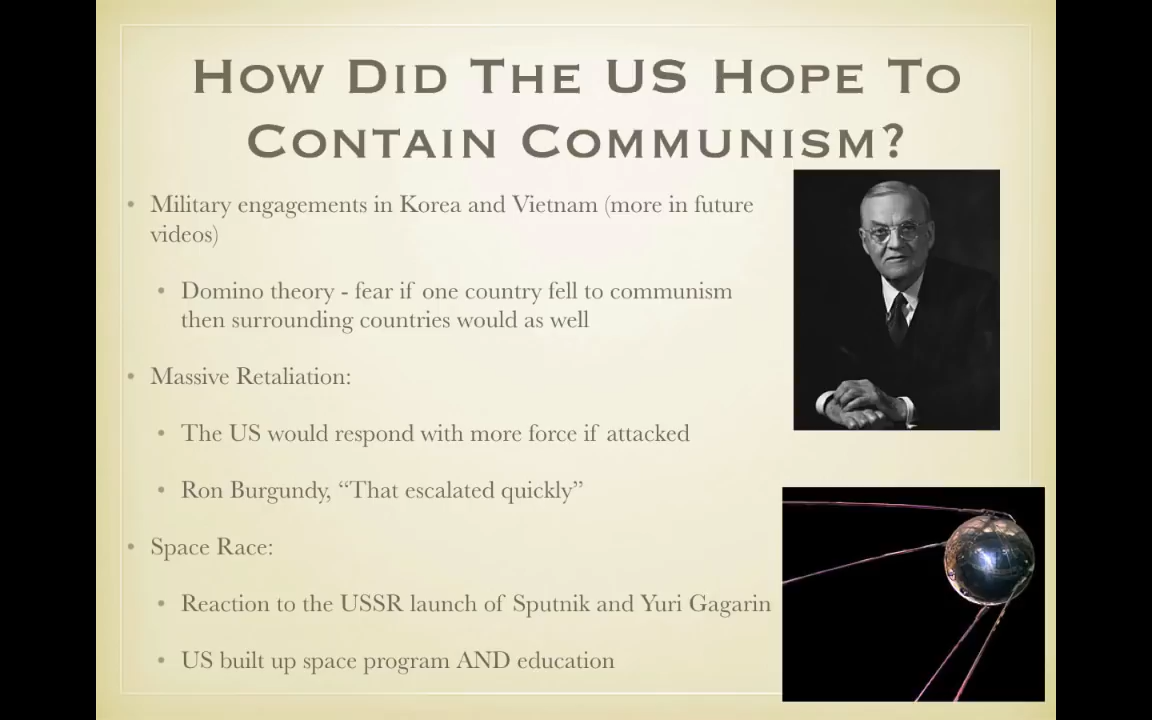 How Did The US Hope To
Contain Communism?
• Military engagements in Korea and Vietnam (more in future
videos)
• Domino theory - fear if one country fell to communism
then surrounding countries would as well
• Massive Retaliation:
• The US would respond with more force if attacked
• Ron Burgundy, “That escalated quickly”
• Space Race:
• Reaction to the USSR launch of Sputnik and Yuri Gagarin
• US built up space program AND education